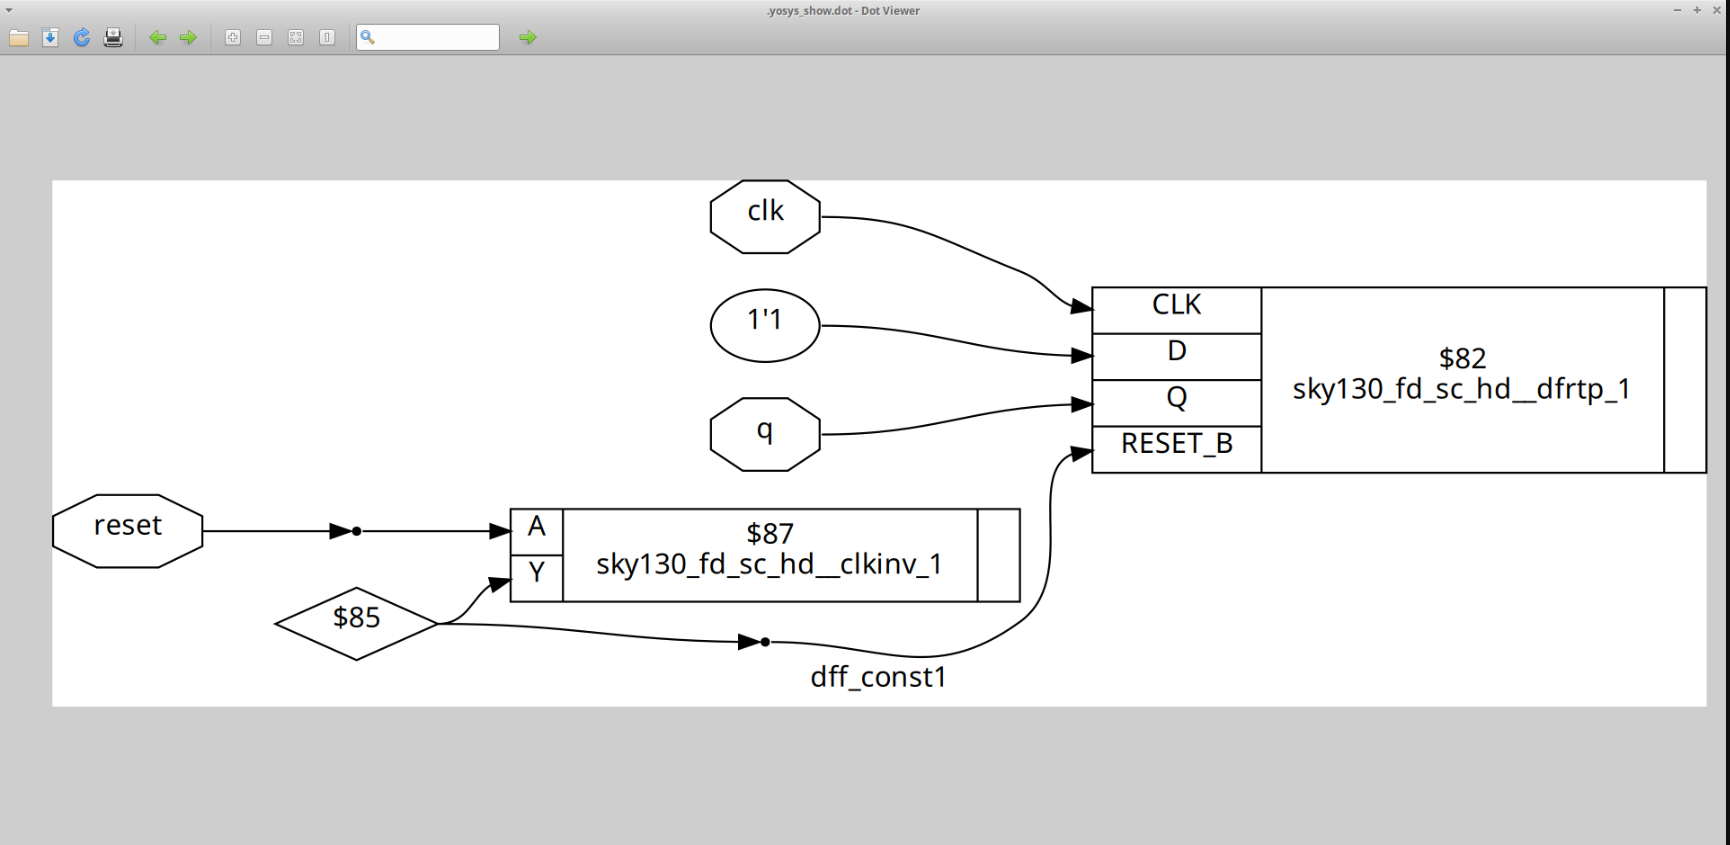 .yosys_show.dot - Dot Viewer
clk
1'1
q
CLK
D
Q
RESET_B
$82
sky130_fd_sc_hd__dfrtp_1
reset
A
Y
$87
sky130_fd_sc_hd__clkinv_1
$85
dff_const1